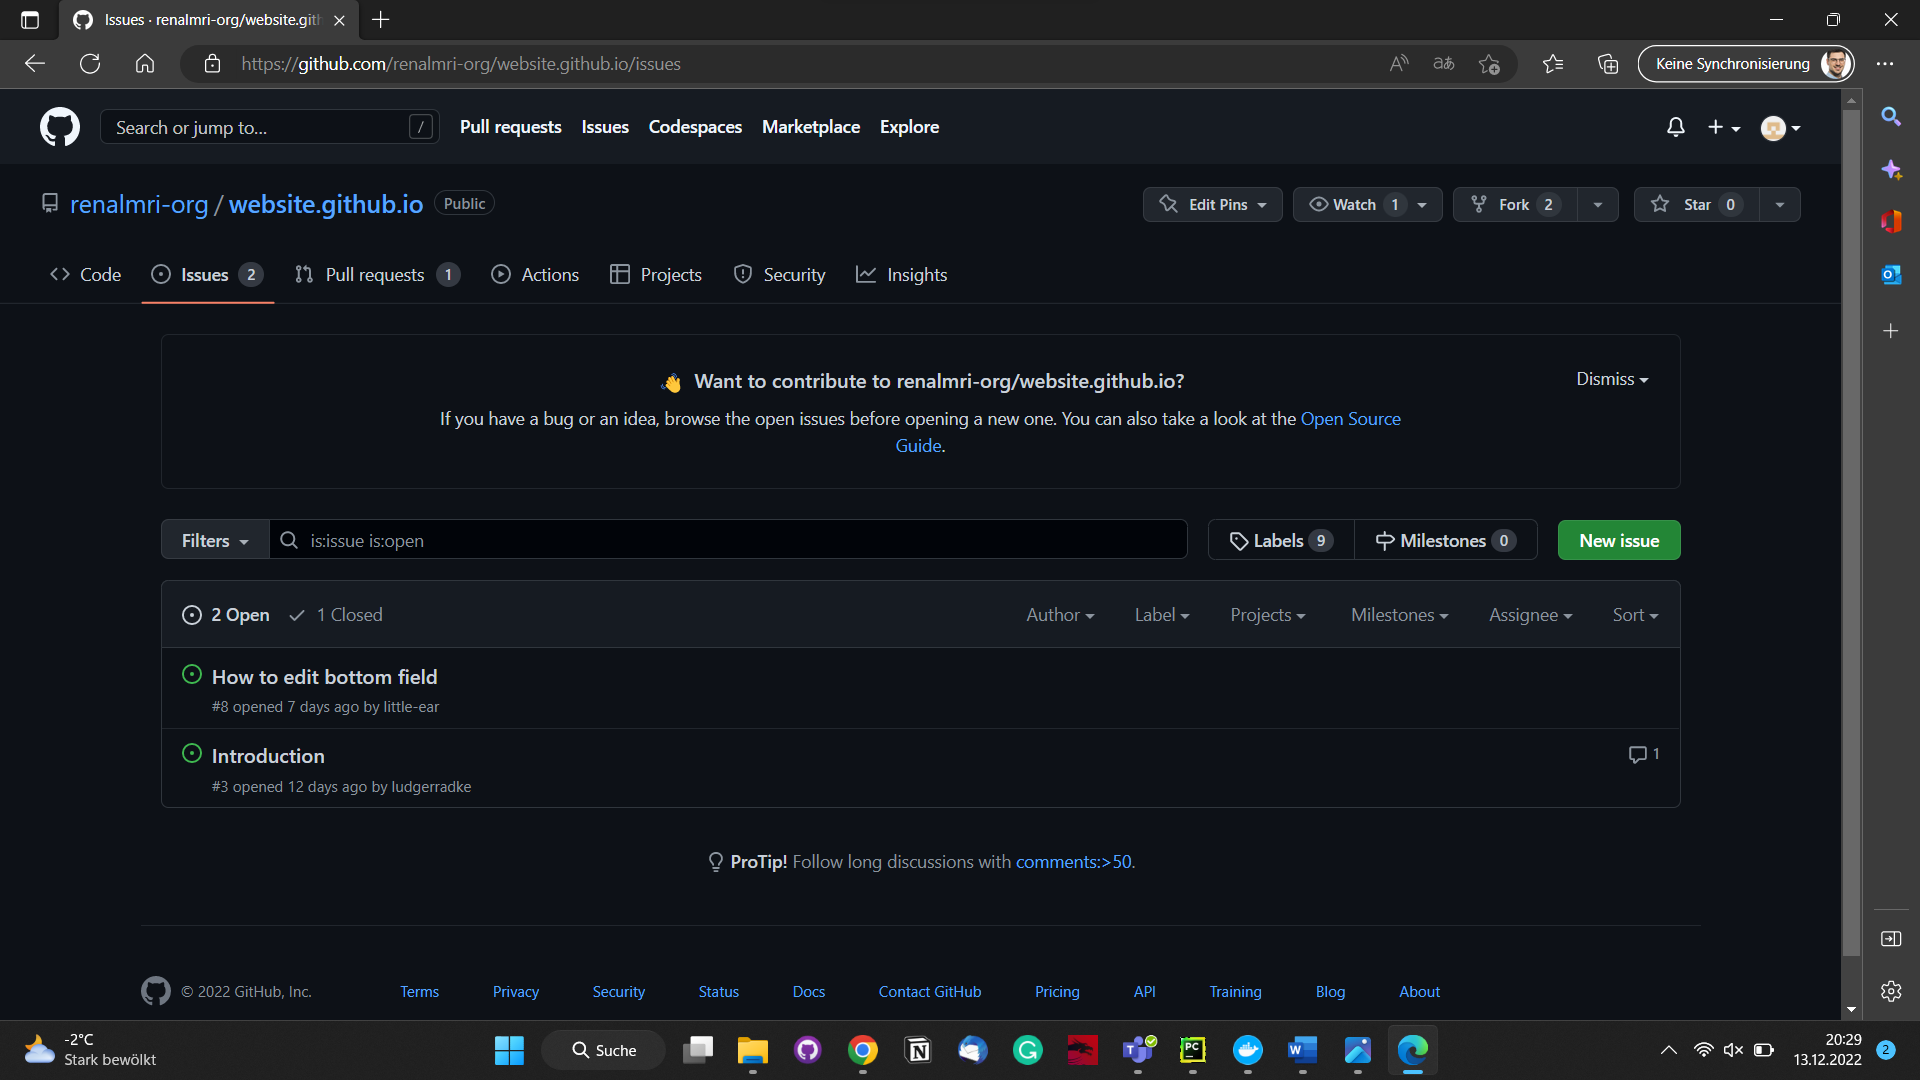 Issues · renalmri-org/website.gith
https://github.com/renalmri-org/website.github.io/issues
Keine Synchronisierung
Search or jump to... /
Pull requests Issues Codespaces Marketplace Explore
renalmri-org / website.github.io Public
Edit Pins Watch 1 Fork 2 Star 0
Code Issues 2 Pull requests 1 Actions Projects Security Insights
Want to contribute to renalmri-org/website.github.io?
Dismiss
If you have a bug or an idea, browse the open issues before opening a new one. You can also take a look at the Open Source
Guide.
Filters is:issue is:open Labels 9 Milestones 0 New issue
2 Open 1 Closed Author Label Projects Milestones Assignee Sort
How to edit bottom field
#8 opened 7 days ago by little-ear
Introduction 1
#3 opened 12 days ago by ludgerradke
ProTip! Follow long discussions with comments:>50.
© 2022 GitHub, Inc. Terms Privacy Security Status Docs Contact GitHub Pricing API Training Blog About
-2°C
Stark bewölkt
Suche
20:29
13.12.2022
2